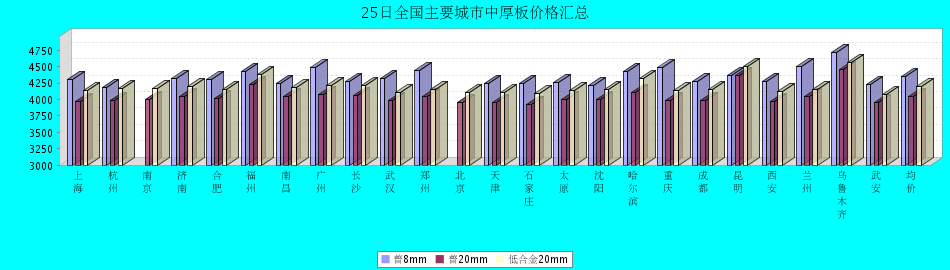 25日全国主要城市中厚板价格汇总
4750
4500
4250
4000
3750
3500
3250
3000
上海
杭州
南京
济南
合肥
福州
南昌
广州
长沙
武汉
郑州
北京
天津
石家庄
太原
沈阳
哈尔滨
重庆
成都
昆明
西安
兰州
乌鲁木齐
武安
均价
普8mm 普20mm 低合金20mm